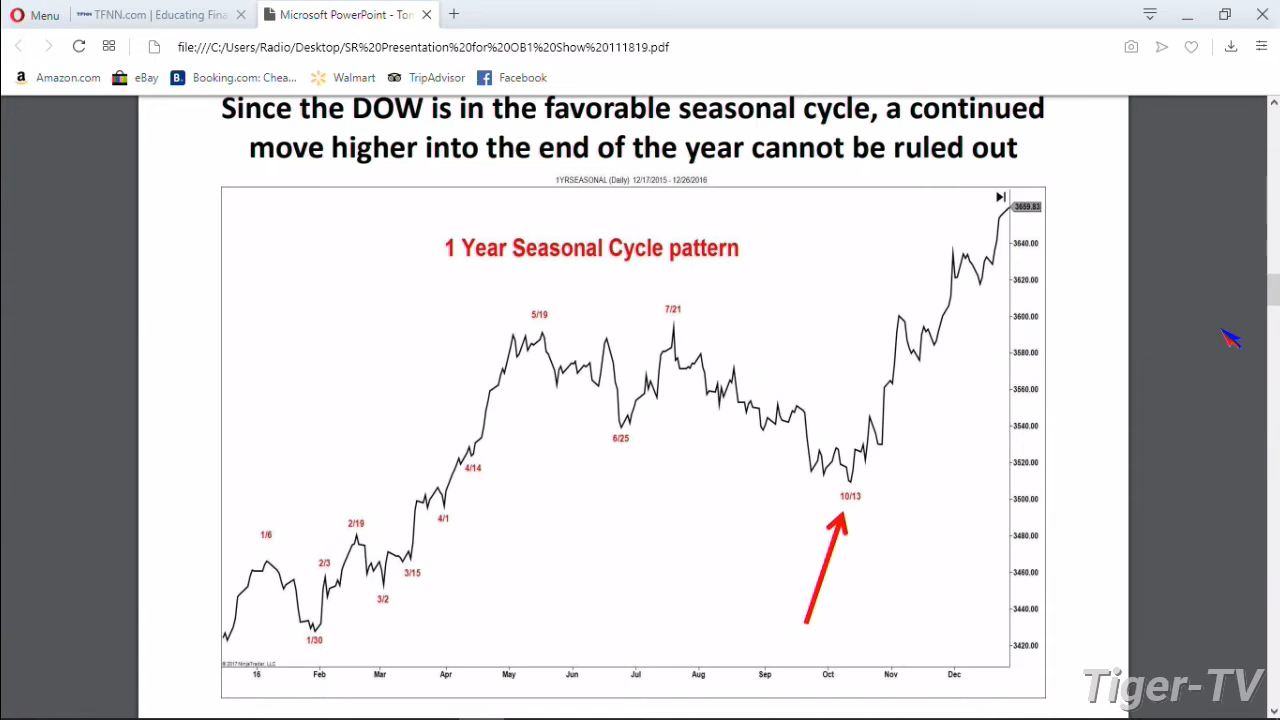 Menu
TFNN.com | Educating Fina
Microsoft PowerPoint - Tom
file:///C:/Users/Radio/Desktop/SR%20Presentation%20for%20OB1%20Show%20111819.pdf
Amazon.com
eBay
Booking.com: Chea...
Walmart
TripAdvisor
Facebook
Since the DOW is in the favorable seasonal cycle, a continued
move higher into the end of the year cannot be ruled out
1YRSEASONAL (Daily) 12/17/2015 - 12/26/2016
1 Year Seasonal Cycle pattern
3659.83
3640.00
3620.00
3600.00
3580.00
3560.00
3540.00
3520.00
3500.00
3480.00
3460.00
3440.00
3420.00
1/6
1/30
2/3
2/19
3/2
3/15
4/1
4/14
5/19
6/25
7/21
10/13
© 2017 NinjaTrader, LLC
16 Feb Mar Apr May Jun Jul Aug Sep Oct Nov Dec
Tiger-TV